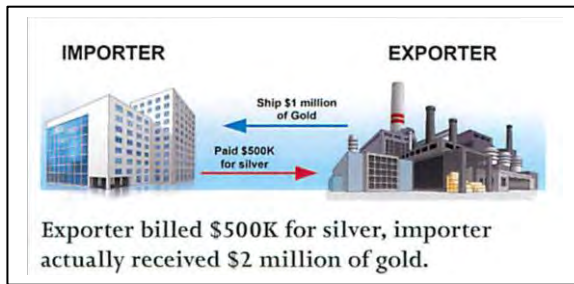 IMPORTER
EXPORTER
Ship $1 million
of Gold
Paid $500K
for silver
Exporter billed $500K for silver, importer
actually received $2 million of gold.